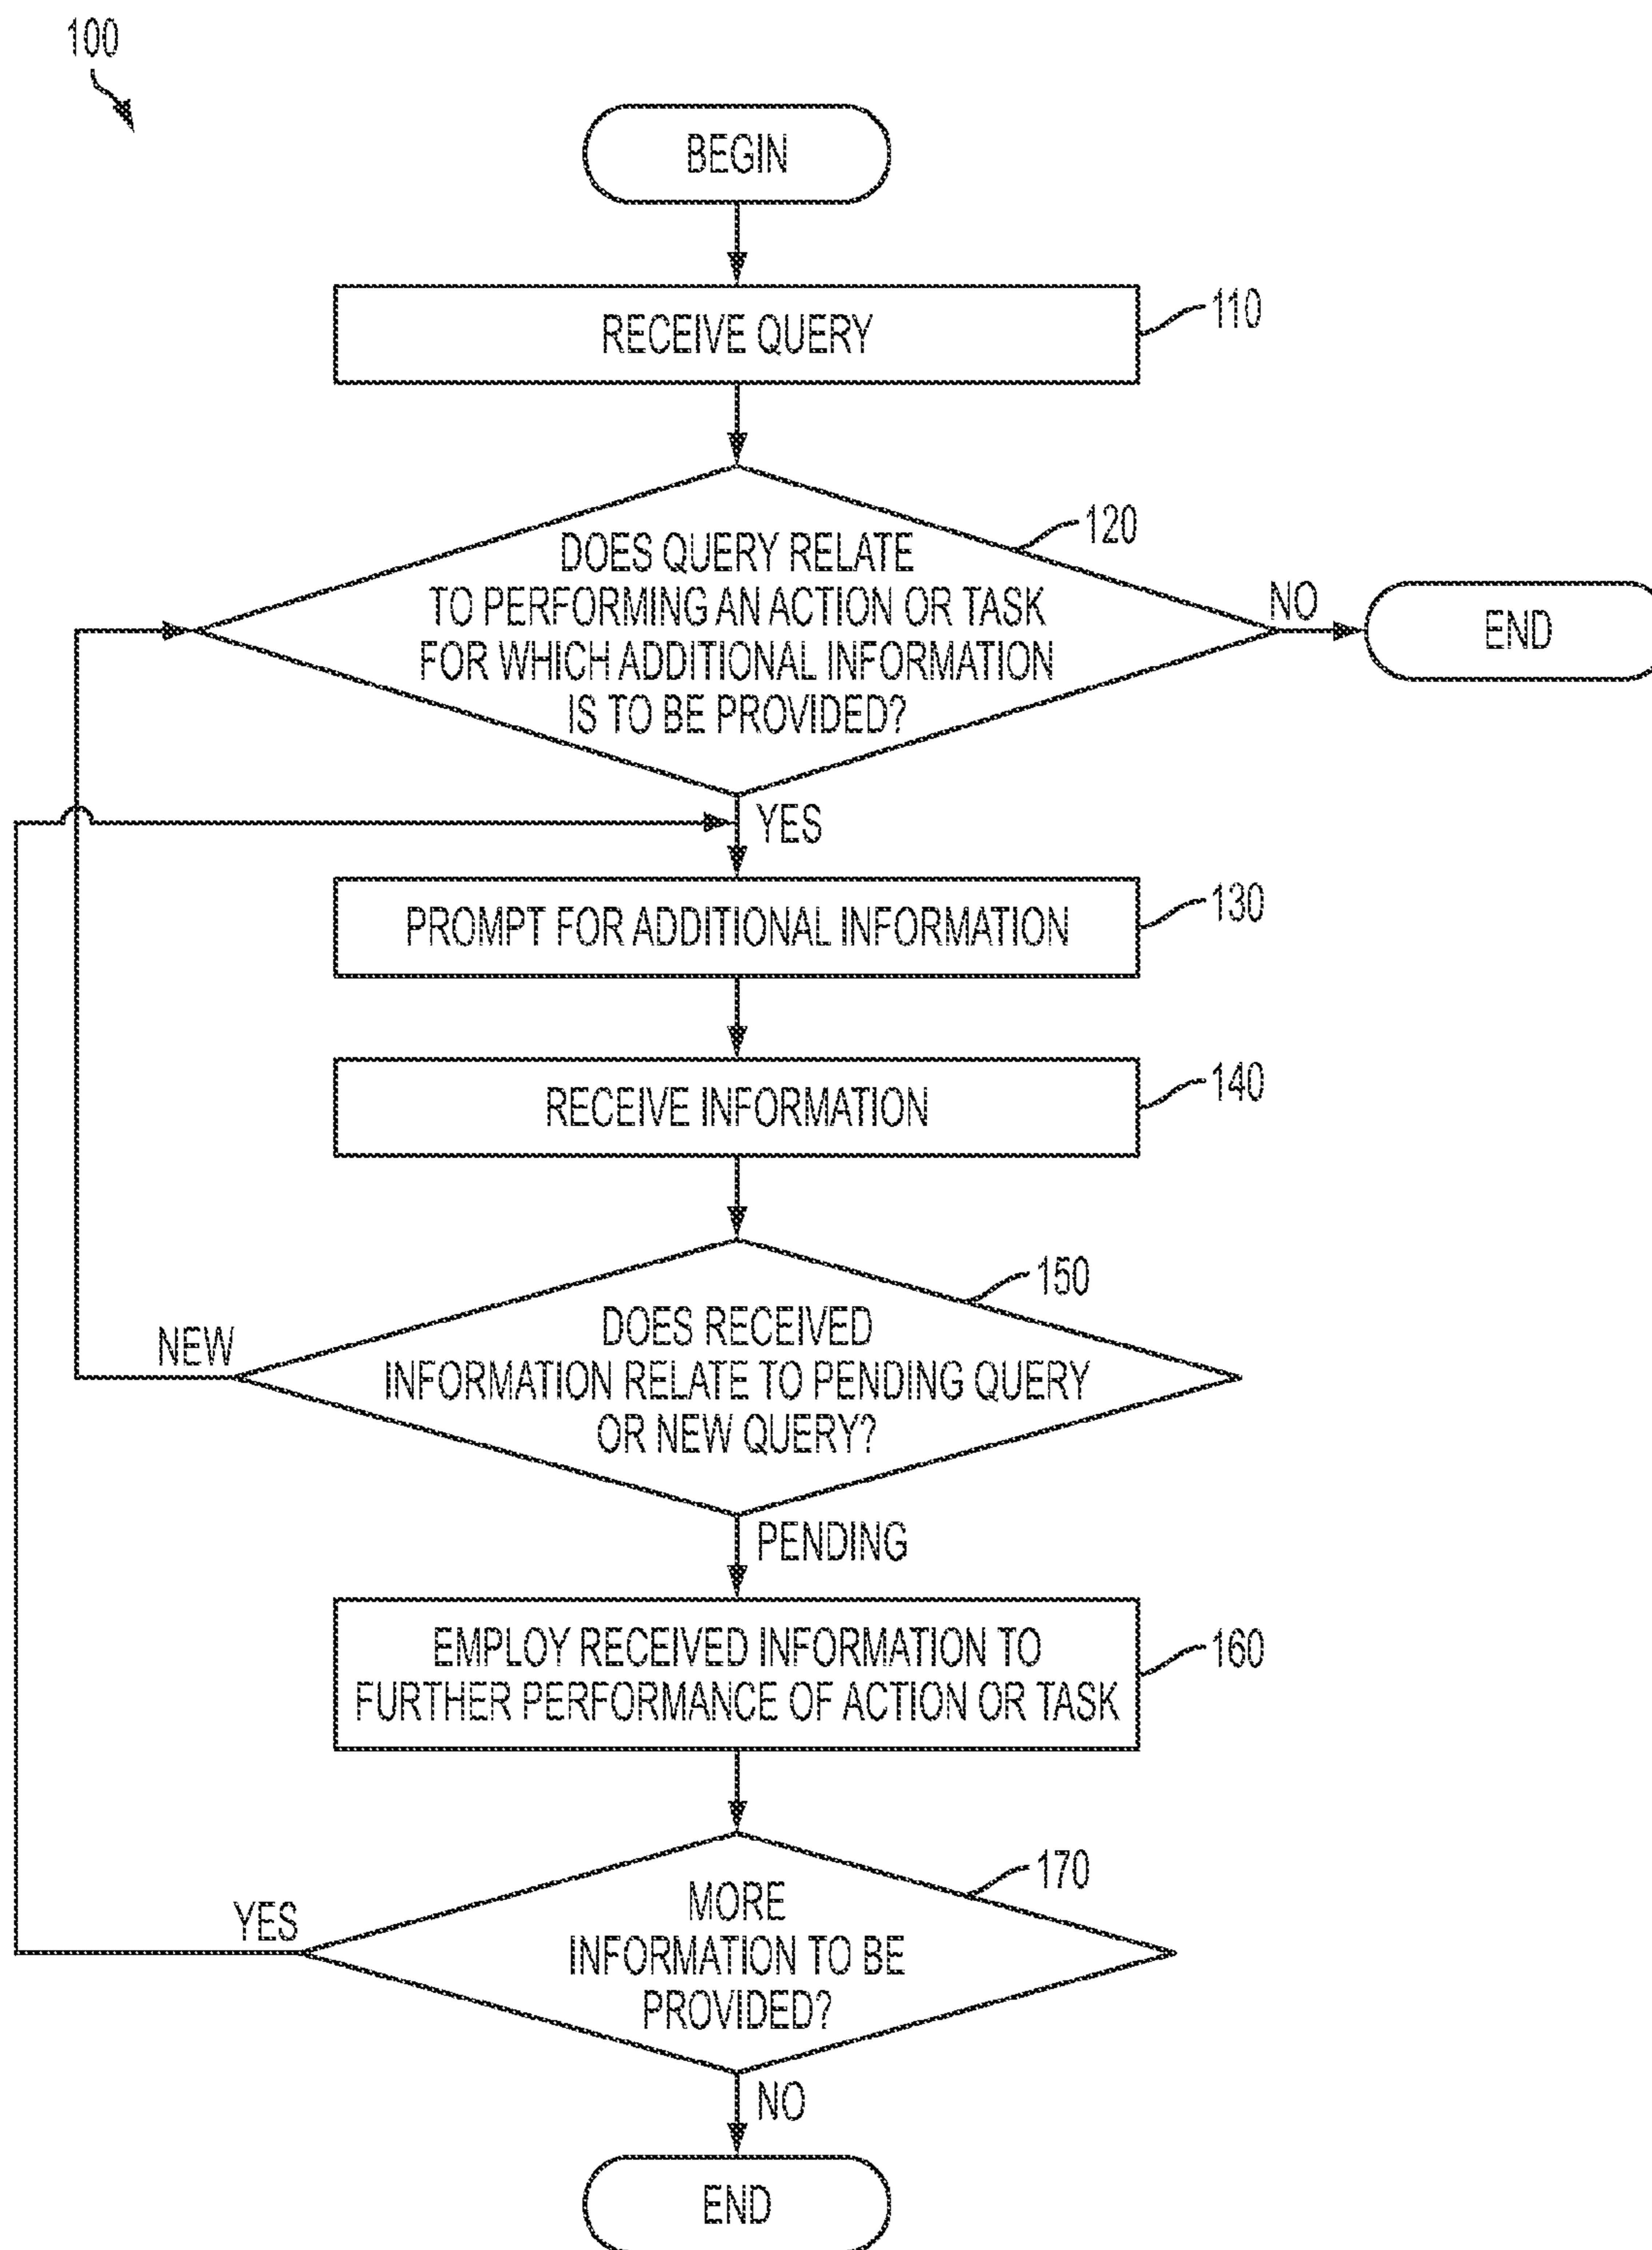 100
BEGIN
RECEIVE QUERY
110
DOES QUERY RELATE
TO PERFORMING AN ACTION OR TASK
FOR WHICH ADDITIONAL INFORMATION
IS TO BE PROVIDED?
120
NO
END
YES
PROMPT FOR ADDITIONAL INFORMATION
130
RECEIVE INFORMATION
140
DOES RECEIVED
INFORMATION RELATE TO PENDING QUERY
OR NEW QUERY?
150
NEW
PENDING
EMPLOY RECEIVED INFORMATION TO
FURTHER PERFORMANCE OF ACTION OR TASK
160
MORE
INFORMATION TO BE
PROVIDED?
170
YES
NO
END